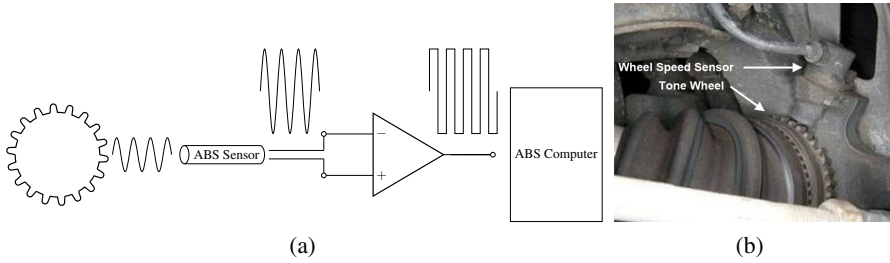 ABS Sensor
−
+
ABS Computer
(a)
Wheel Speed Sensor
Tone Wheel
(b)